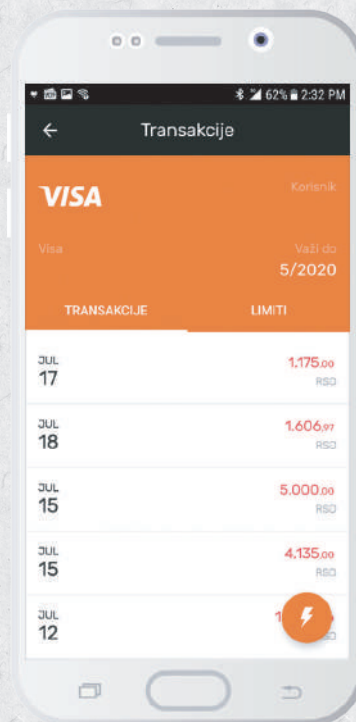 62% 2:32 PM
Transakcije
VISA
Korisnik
Visa
Važi do
5/2020
TRANSAKCIJE LIMITI
JUL
17
1.175,00
RSD
JUL
18
1.606,97
RSD
JUL
15
5.000,00
RSD
JUL
15
4.135,00
RSD
JUL
12